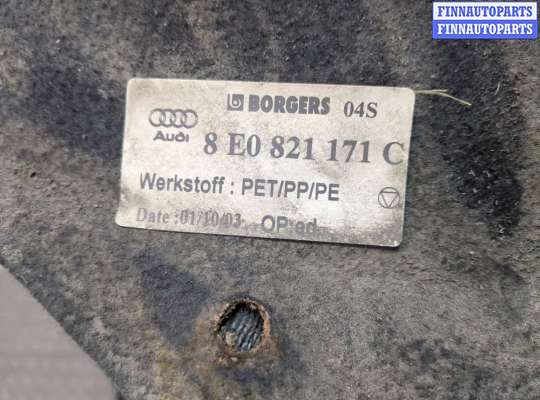 FINNAUTOPARTS
FINNAUTOPARTS
FINNAUTOPARTS
BORGERS 04S
Audi
8 E0 821 171 C
Werkstoff : PET/PP/PE
Date :01/10/03 OP:ed